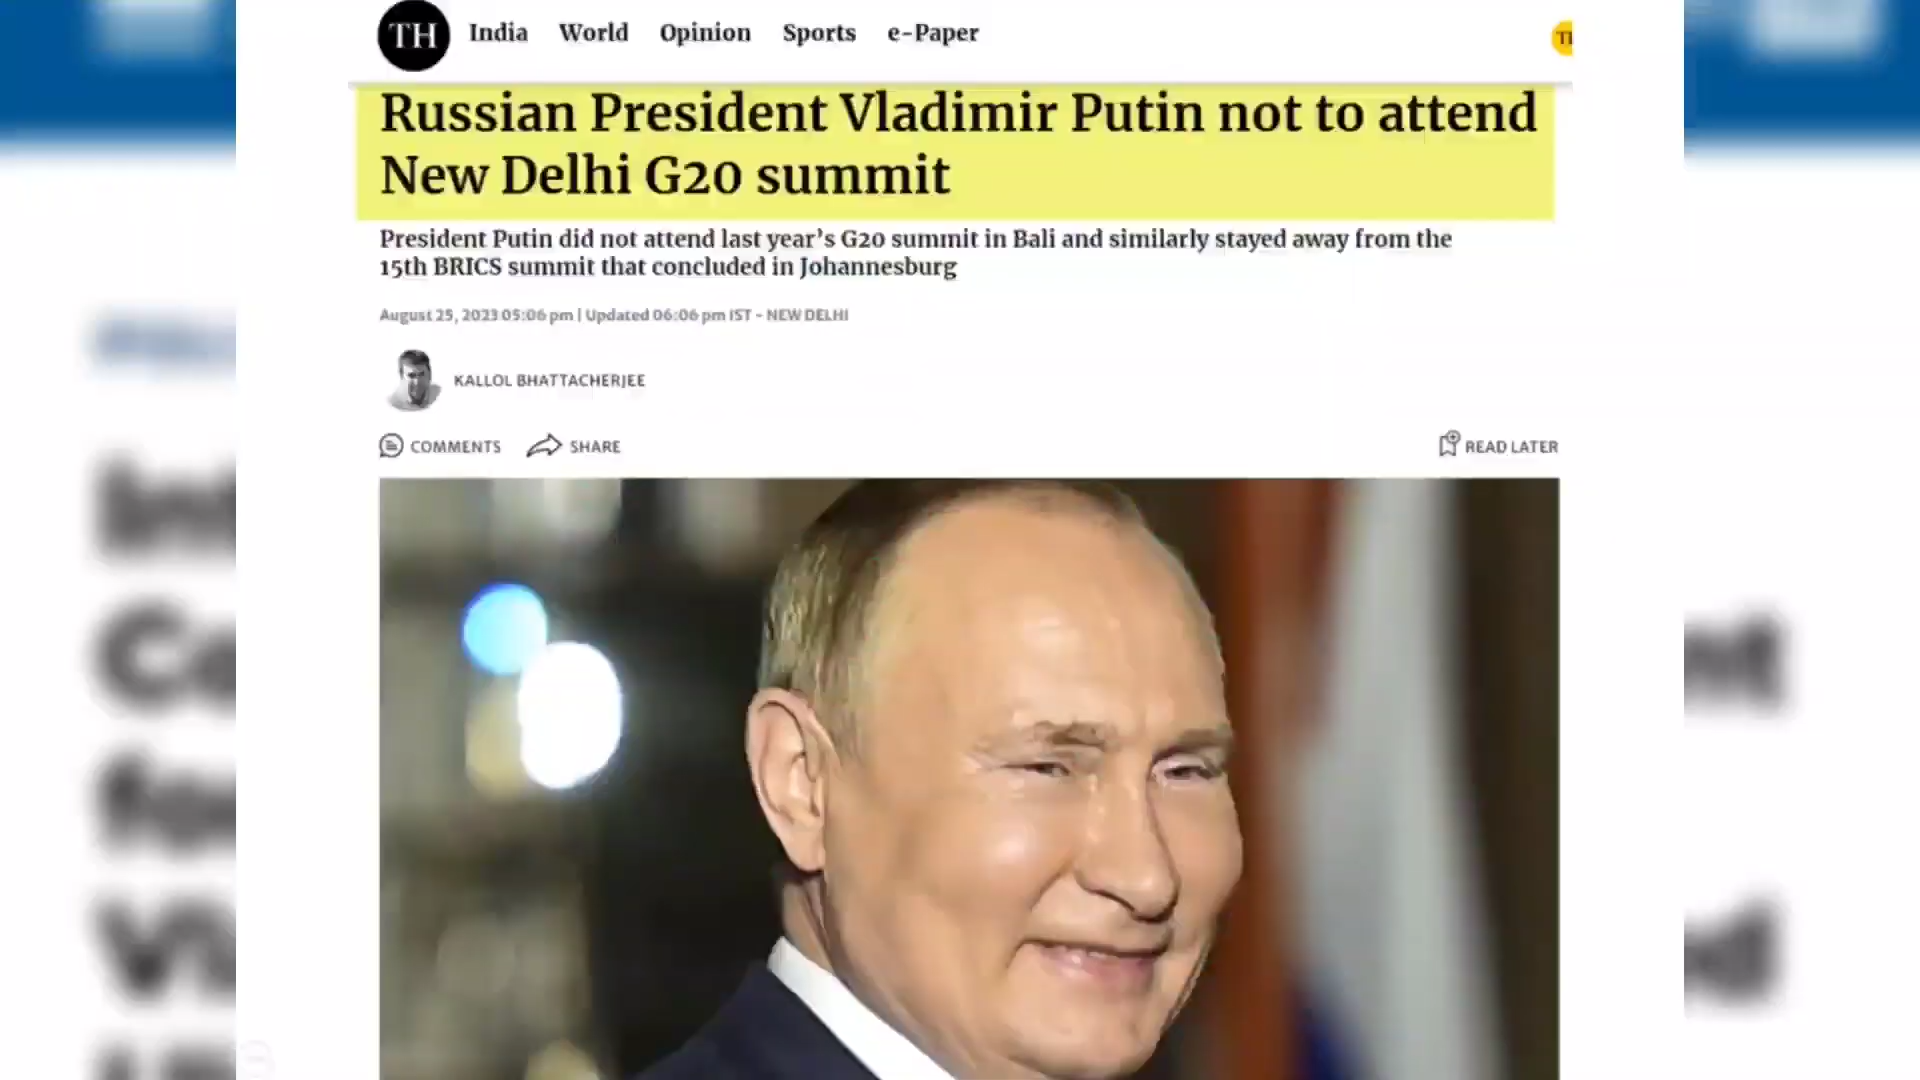 TH India World Opinion Sports e-Paper
Russian President Vladimir Putin not to attend
New Delhi G20 summit
President Putin did not attend last year's G20 summit in Bali and similarly stayed away from the
15th BRICS summit that concluded in Johannesburg
August 25, 2023 05:06 pm | Updated 06:06 pm IST - NEW DELHI
KALLOL BHATTACHERJEE
COMMENTS SHARE READ LATER